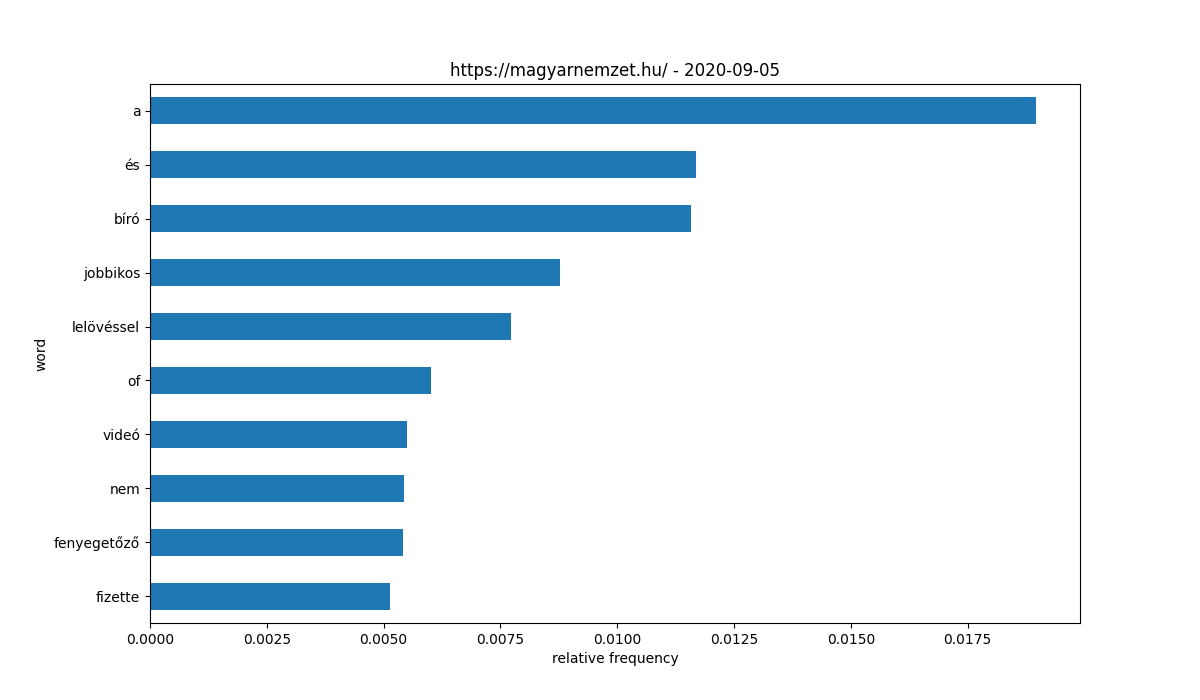 https://magyarnemzet.hu/ - 2020-09-05
a
és
bíró
jobbikos
lelövéssel
of
videó
nem
fenyegetőző
fizette
word
0.0000 0.0025 0.0050 0.0075 0.0100 0.0125 0.0150 0.0175
relative frequency